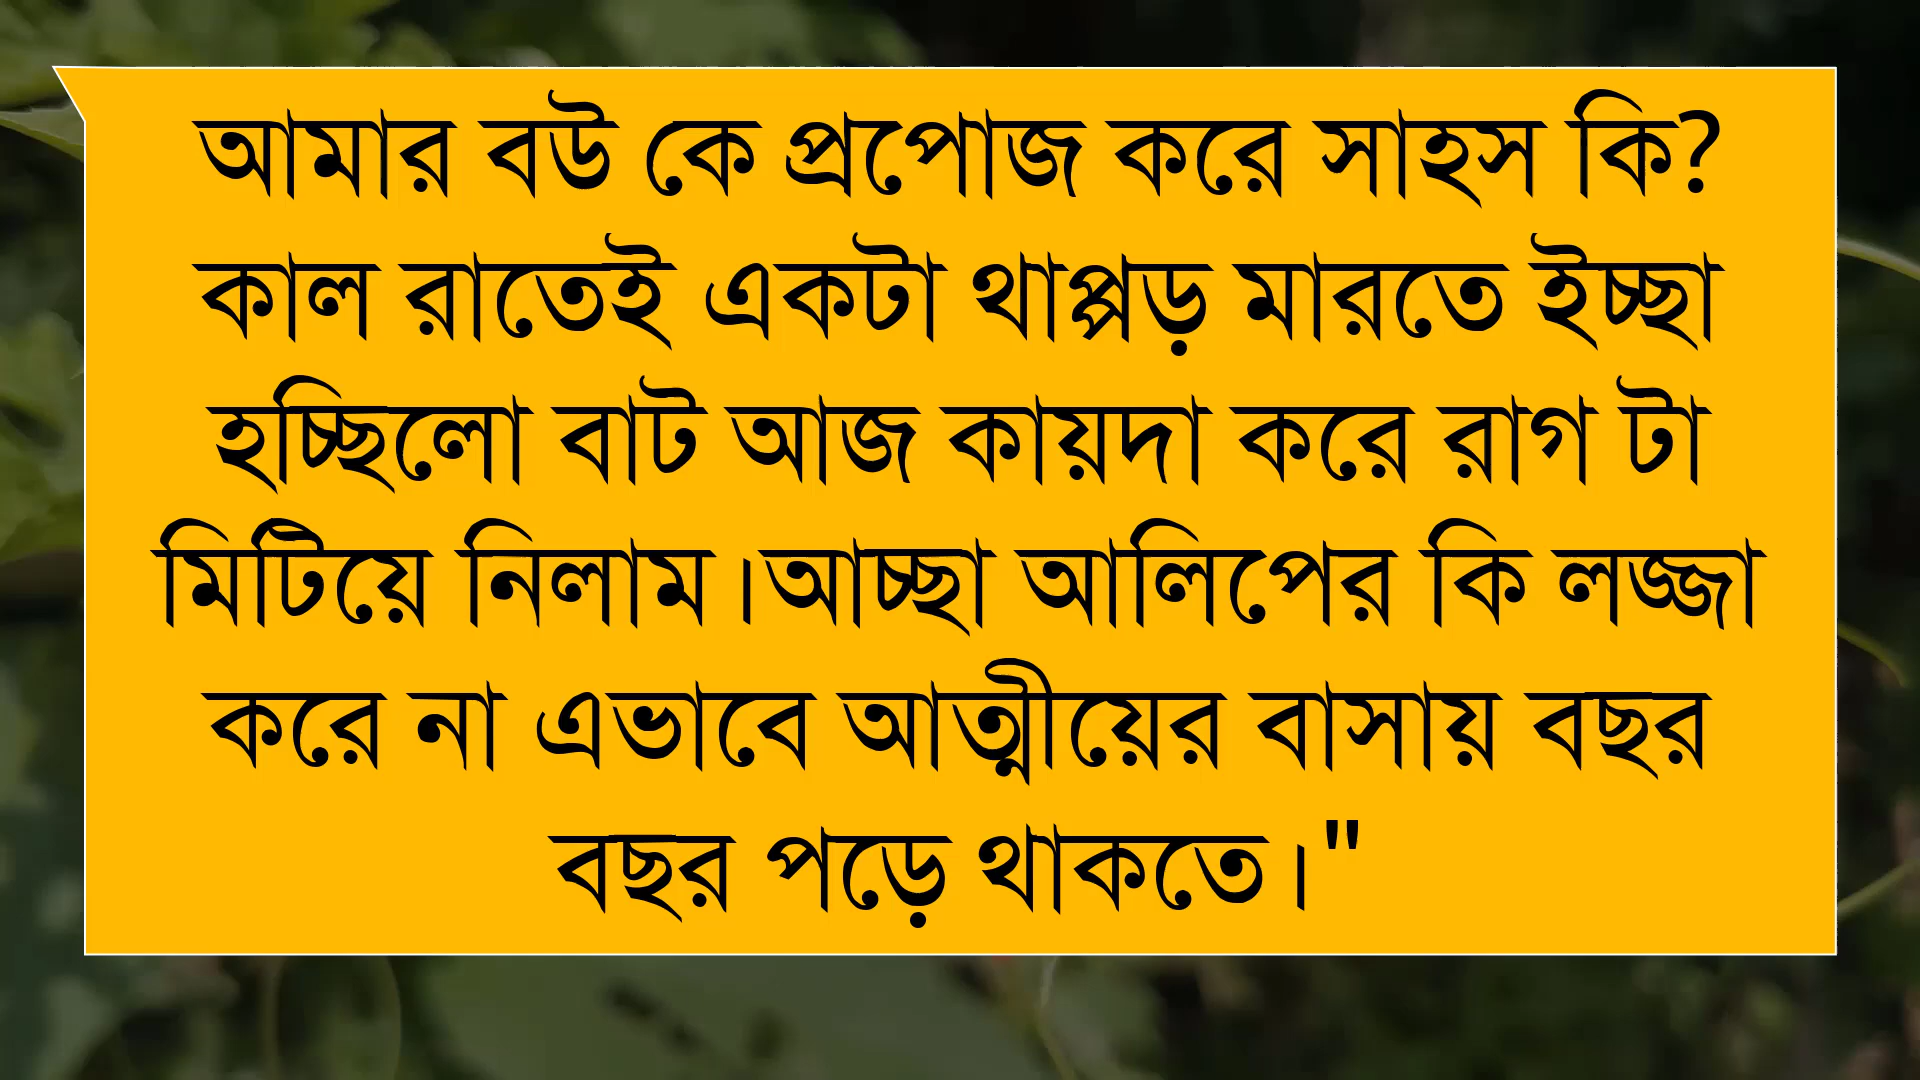 আমার বউ কে প্রপোজ করে সাহস কি?
কাল রাতেই একটা থাপ্পড় মারতে ইচ্ছা
হচ্ছিলো বাট আজ কায়দা করে রাগ টা
মিটিয়ে নিলাম।আচ্ছা আলিপের কি লজ্জা
করে না এভাবে আত্মীয়ের বাসায় বছর
বছর পড়ে থাকতে।"